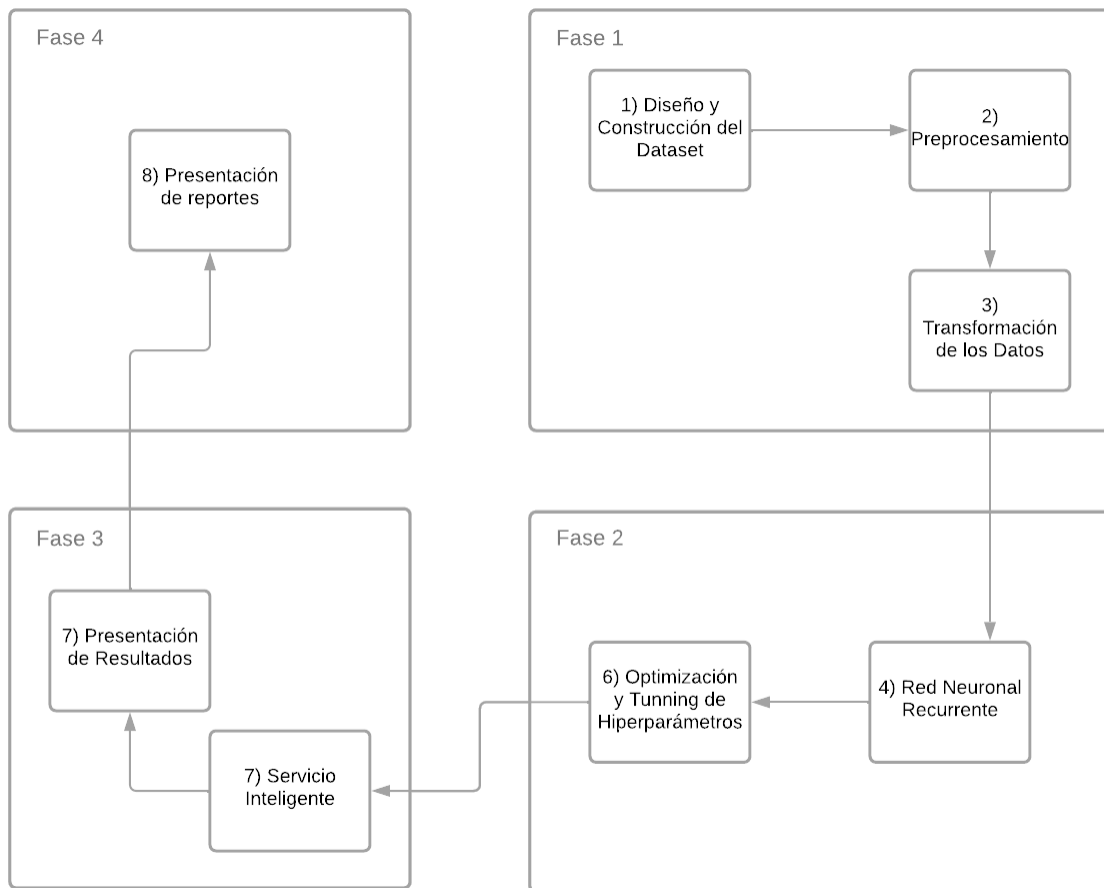 Fase 4
8) Presentación
de reportes
Fase 1
1) Diseño y
Construcción del
Dataset
2)
Preprocesamiento
3)
Transformación
de los Datos
Fase 3
7) Presentación
de Resultados
7) Servicio
Inteligente
Fase 2
6) Optimización
y Tunning de
Hiperparámetros
4) Red Neuronal
Recurrente